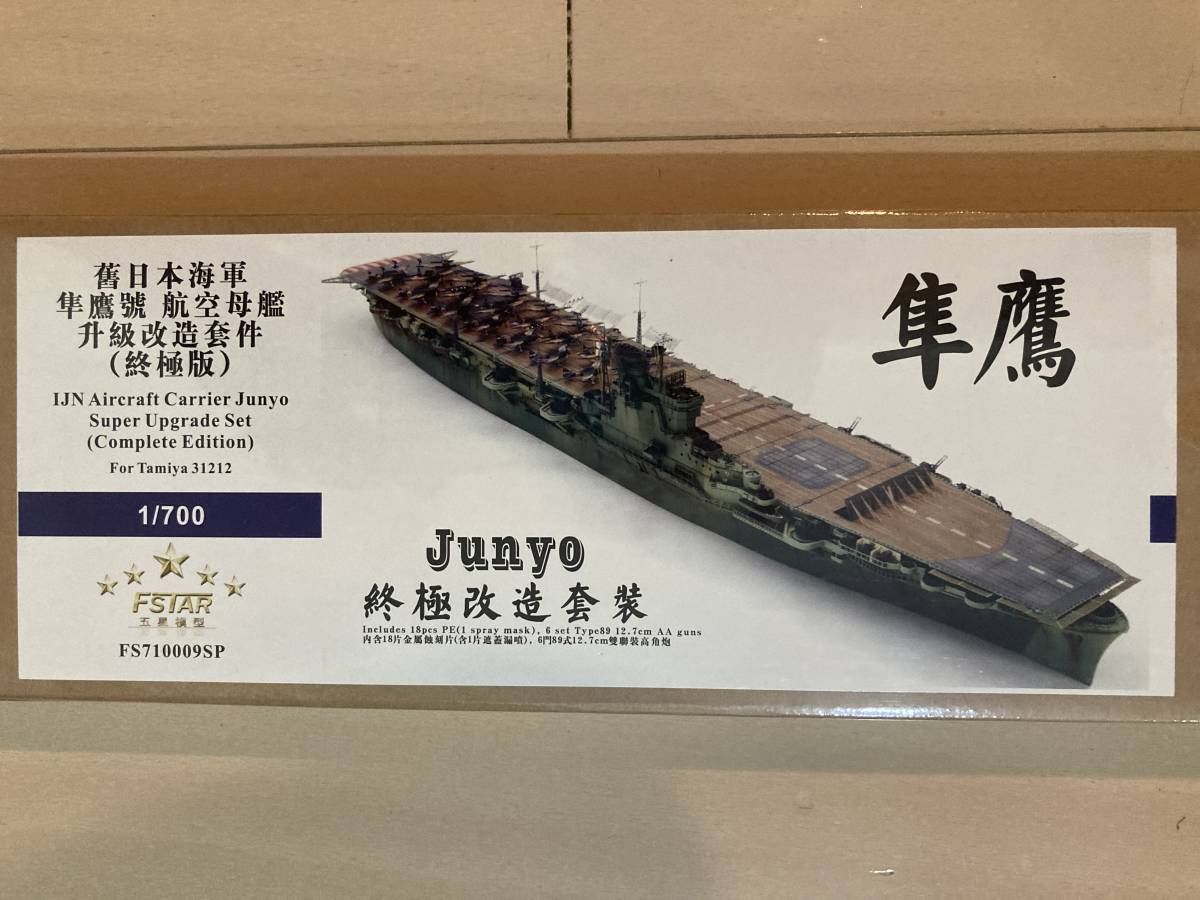 舊日本海軍
隼鷹號 航空母艦
升級改造套件
(終極版)
IJN Aircraft Carrier Junyo
Super Upgrade Set
(Complete Edition)
For Tamiya 31212
1/700
FSTAR
五星模型
FS710009SP
隼鷹
Junyo
終極改造套裝
Includes 18pcs PE(1 spray mask), 6 set Type89 12.7cm AA guns
內含18片金屬蝕刻片(含1片遮蓋漏噴), 6門89式12.7cm雙聯裝高角炮